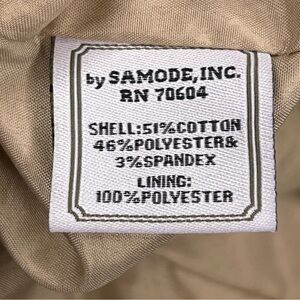 by SAMODE, INC.
RN 70604
SHELL:51%COTTON
46%POLYESTER&
3%SPANDEX
LINING:
100%POLYESTER